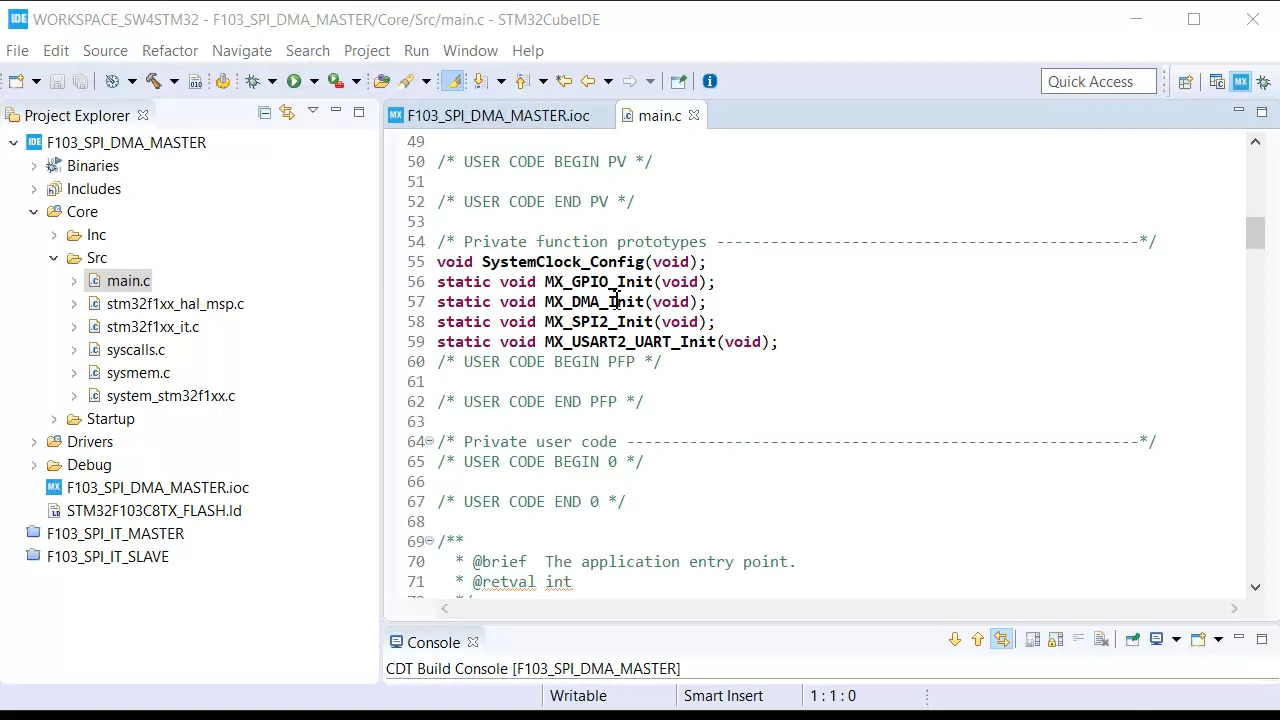 IDE WORKSPACE_SW4STM32 - F103_SPI_DMA_MASTER/Core/Src/main.c - STM32CubeIDE
File Edit Source Refactor Navigate Search Project Run Window Help
Quick Access
MX
Project Explorer
IDE F103_SPI_DMA_MASTER
Binaries
Includes
Core
Inc
Src
main.c
stm32f1xx_hal_msp.c
stm32f1xx_it.c
syscalls.c
sysmem.c
system_stm32f1xx.c
Startup
Drivers
Debug
MX F103_SPI_DMA_MASTER.ioc
STM32F103C8TX_FLASH.ld
F103_SPI_IT_MASTER
F103_SPI_IT_SLAVE
MX F103_SPI_DMA_MASTER.ioc main.c
49
50 /* USER CODE BEGIN PV */
51
52 /* USER CODE END PV */
53
54 /* Private function prototypes -----------------------------------------------*/
55 void SystemClock_Config(void);
56 static void MX_GPIO_Init(void);
57 static void MX_DMA_Init(void);
58 static void MX_SPI2_Init(void);
59 static void MX_USART2_UART_Init(void);
60 /* USER CODE BEGIN PFP */
61
62 /* USER CODE END PFP */
63
64 /* Private user code ---------------------------------------------------------*/
65 /* USER CODE BEGIN 0 */
66
67 /* USER CODE END 0 */
68
69 /**
70 * @brief The application entry point.
71 * @retval int
72 */
Console
CDT Build Console [F103_SPI_DMA_MASTER]
Writable Smart Insert 1 : 1 : 0